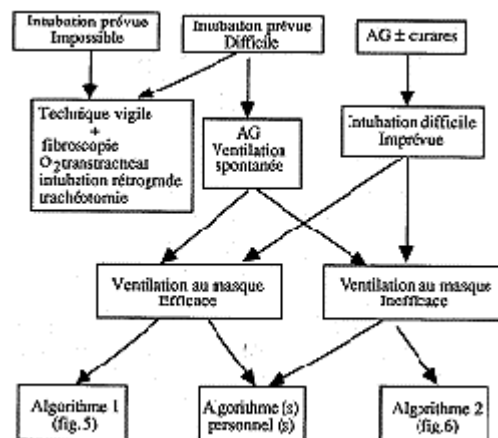 Intubation prévue
Impossible
Intubation prévue
Difficile
AG ± curares
Technique vigile
+
fibroscopie
O2 transtracheal
intubation rétrograde
trachéotomie
AG
Ventilation
spontanée
Intubation difficile
Imprévue
Ventilation au masque
Efficace
Ventilation au masque
Inefficace
Algorithme 1
(fig. 5)
Algorithme (s)
personnel (s)
Algorithme 2
(fig.6)